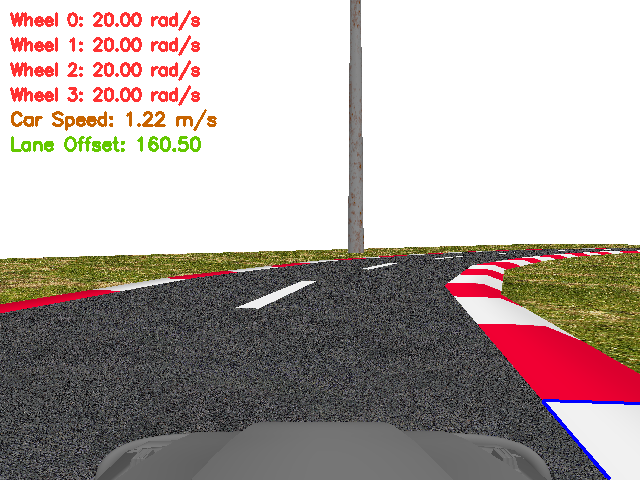 Wheel 0: 20.00 rad/s
Wheel 1: 20.00 rad/s
Wheel 2: 20.00 rad/s
Wheel 3: 20.00 rad/s
Car Speed: 1.22 m/s
Lane Offset: 160.50